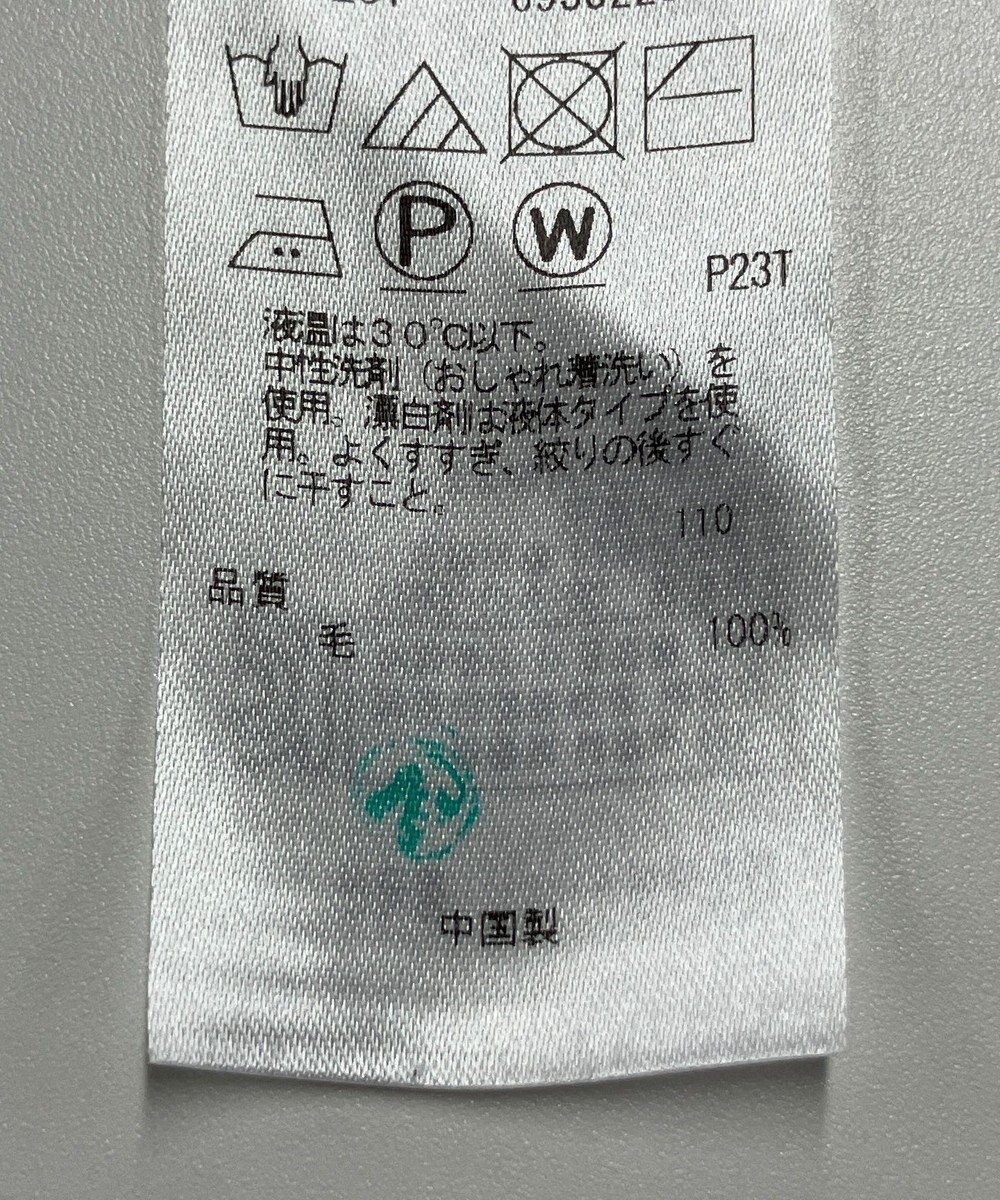 P W P23T
液温は30℃以下。
中性洗剤（おしゃれ着洗い）を
使用。漂白剤は液体タイプを使
用。よくすすぎ、絞りの後すぐ
に干すこと。
110
品質
毛 100%
中国製